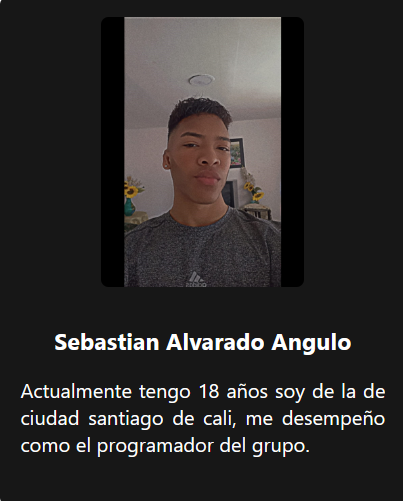 Sebastian Alvarado Angulo
Actualmente tengo 18 años soy de la de
ciudad santiago de cali, me desempeño
como el programador del grupo.